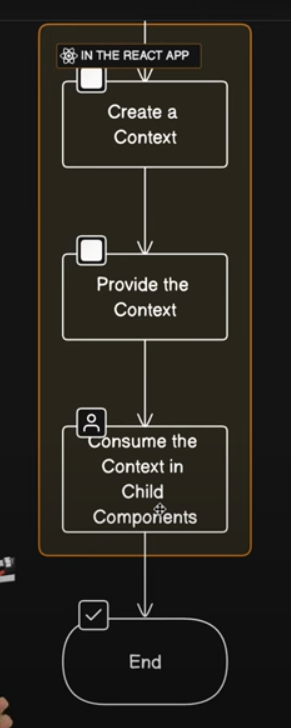 IN THE REACT APP
Create a
Context
Provide the
Context
Consume the
Context in
Child
Components
End